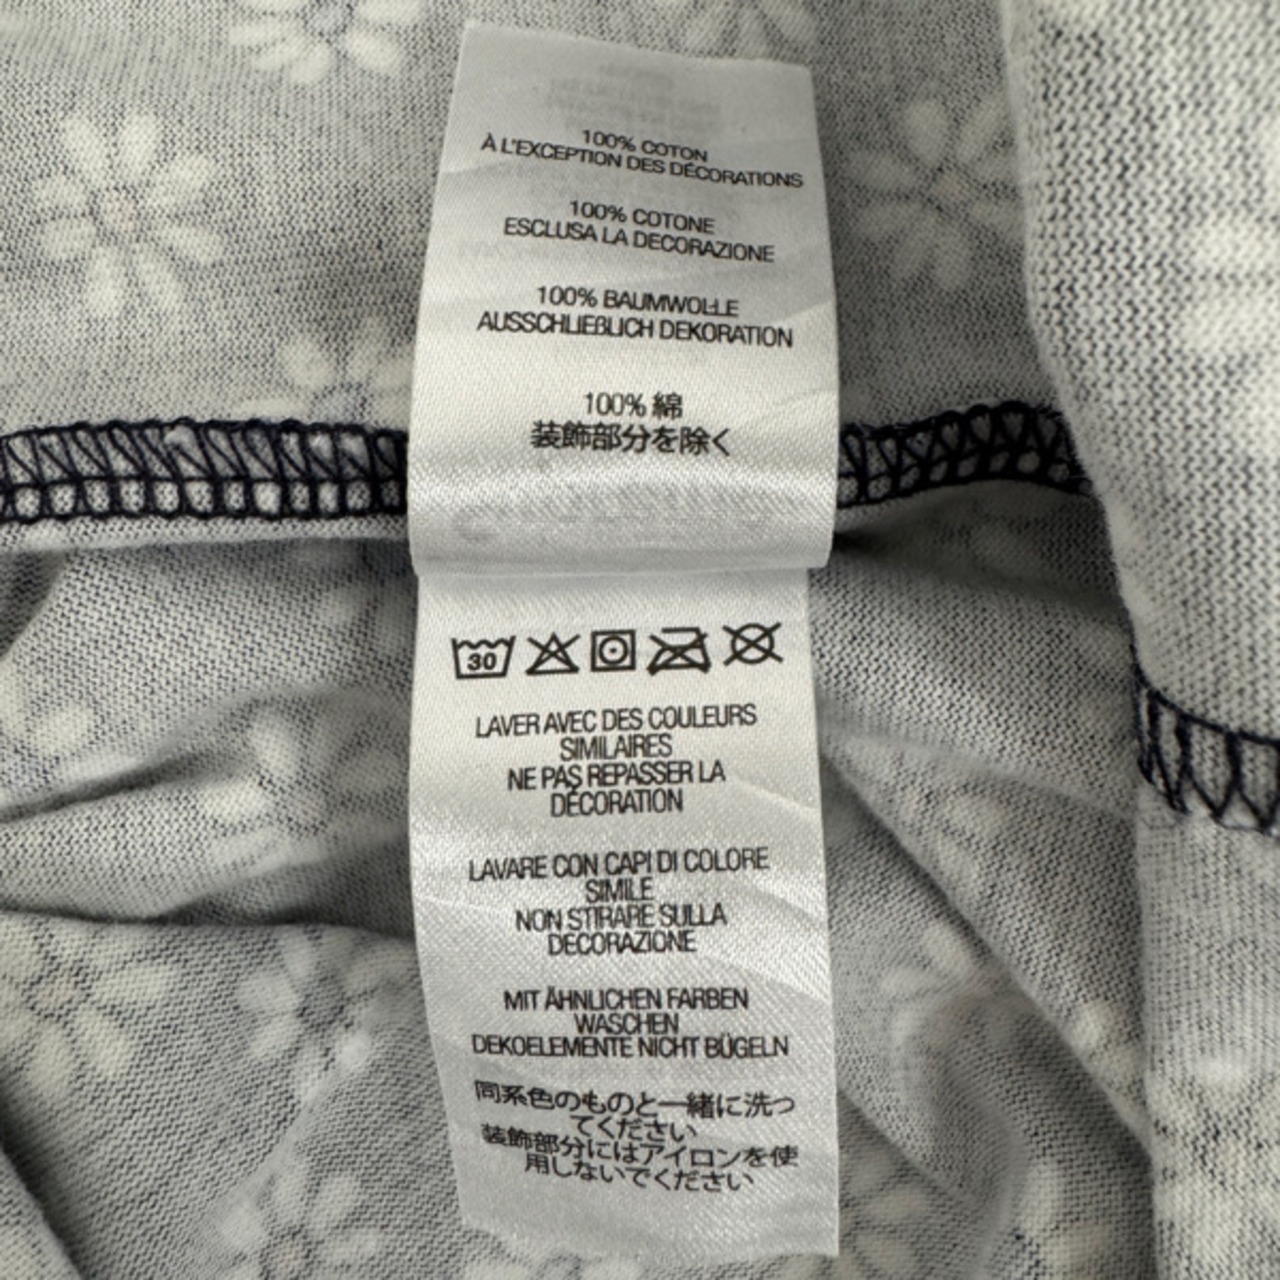 100% COTON
À L'EXCEPTION DES DÉCORATIONS
100% COTONE
ESCLUSA LA DECORAZIONE
100% BAUMWOLLE
AUSSCHLIEßLICH DEKORATION
100% 綿
装飾部分を除く
30
LAVER AVEC DES COULEURS
SIMILAIRES
NE PAS REPASSER LA
DÉCORATION
LAVARE CON CAPI DI COLORE
SIMILE
NON STIRARE SULLA
DECORAZIONE
MIT ÄHNLICHEN FARBEN
WASCHEN
DEKOELEMENTE NICHT BÜGELN
同系色のものと一緒に洗っ
てください
装飾部分にはアイロンを使
用しないでください